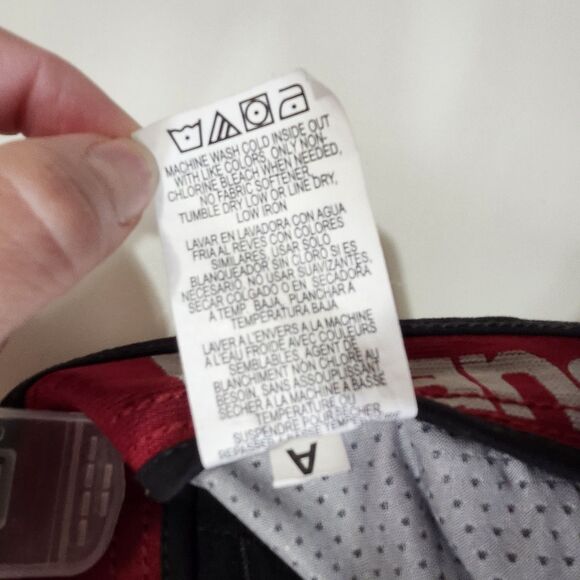 MACHINE WASH COLD INSIDE OUT
WITH LIKE COLORS, ONLY NON-
CHLORINE BLEACH WHEN NEEDED,
NO FABRIC SOFTENER,
TUMBLE DRY LOW OR LINE DRY,
LOW IRON
LAVAR EN LAVADORA CON AGUA
FRIA AL REVES CON COLORES
SIMILARES, USAR SOLO
BLANQUEADOR SIN CLORO SI ES
NECESARIO, NO USAR SUAVIZANTES,
SECAR COLGADO O EN SECADORA
A TEMP. BAJA, PLANCHAR A
TEMPERATURA BAJA
LAVER A L'ENVERS A LA MACHINE
A L'EAU FROIDE AVEC COULEURS
SEMBLABLES, AGENT DE
BLANCHIMENT NON CHLORE AU
BESOIN, SANS ASSOUPLISSANT
SECHER A LA MACHINE A BASSE
TEMPERATURE OU
SUSPENDRE POUR SECHER
A